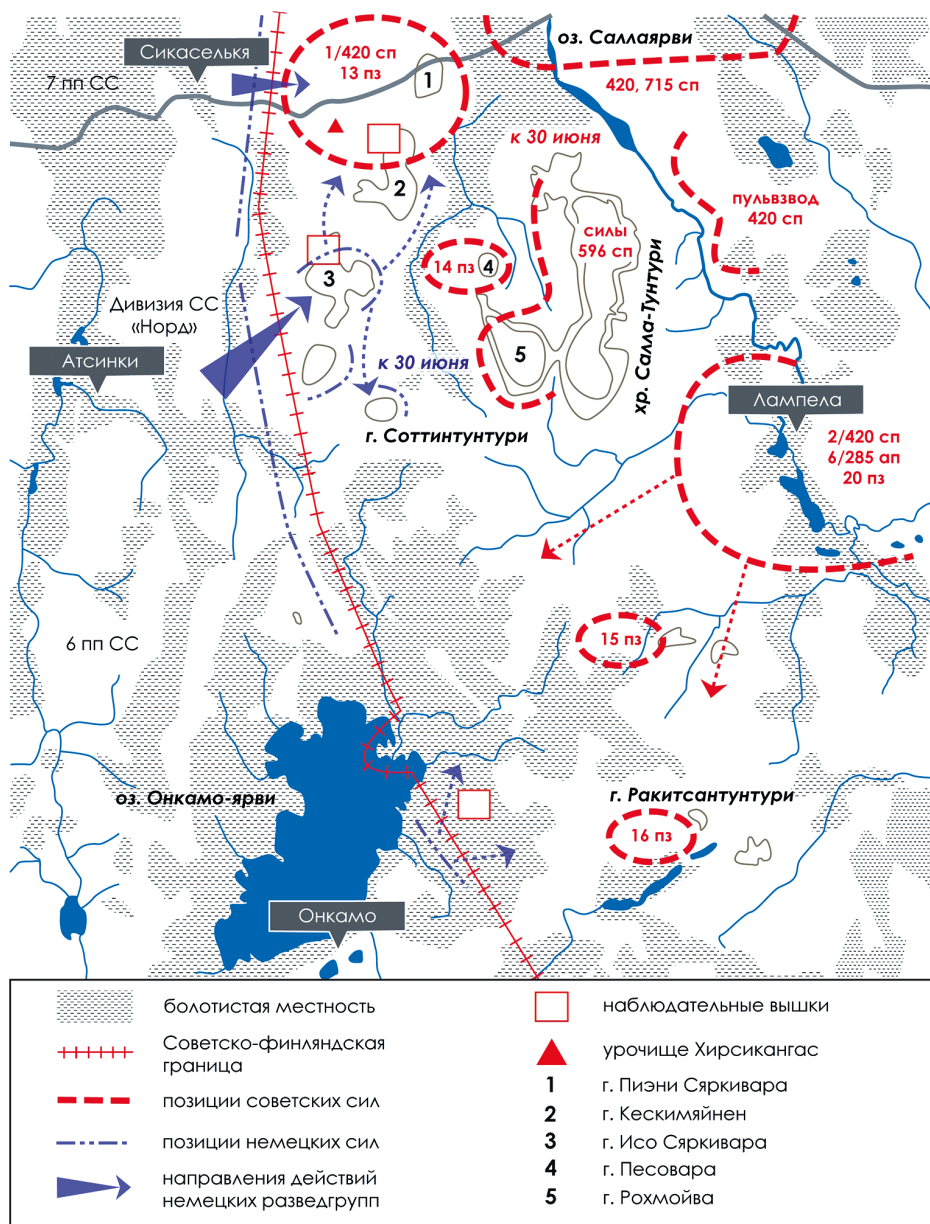 оз. Саллаярви
Сикаселькя
1/420 сп
13 пз
1
7 пп СС
420, 715 сп
к 30 июня
2
пульвзвод
420 сп
силы
596 сп
14 пз
4
3
Дивизия СС
«Норд»
хр. Салла-Тунтури
Атсинки
к 30 июня
5
Лампела
г. Соттинтунтури
2/420 сп
6/285 ап
20 пз
6 пп СС
15 пз
оз. Онкамо-ярви
г. Ракитсантунтури
16 пз
Онкамо
болотистая местность
Советско-финляндская
граница
позиции советских сил
позиции немецких сил
направления действий
немецких разведгрупп
наблюдательные вышки
урочище Хирсикангас
1 г. Пиэни Сяркивара
2 г. Кескимяйнен
3 г. Исо Сяркивара
4 г. Песовара
5 г. Рохмойва